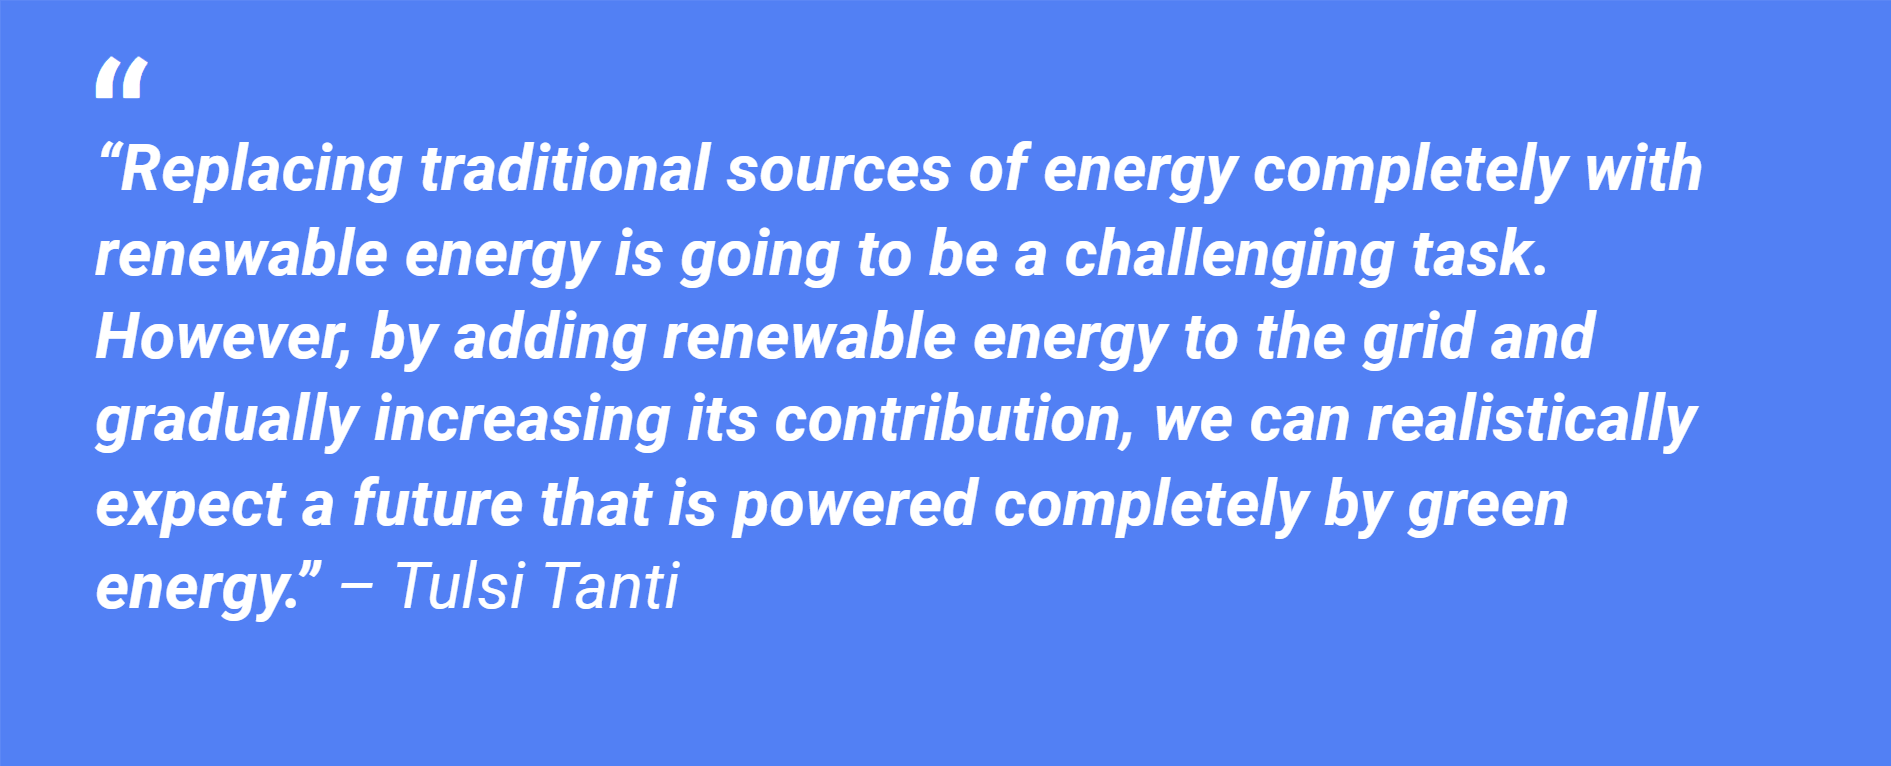 “
“Replacing traditional sources of energy completely with
renewable energy is going to be a challenging task.
However, by adding renewable energy to the grid and
gradually increasing its contribution, we can realistically
expect a future that is powered completely by green
energy.” – Tulsi Tanti